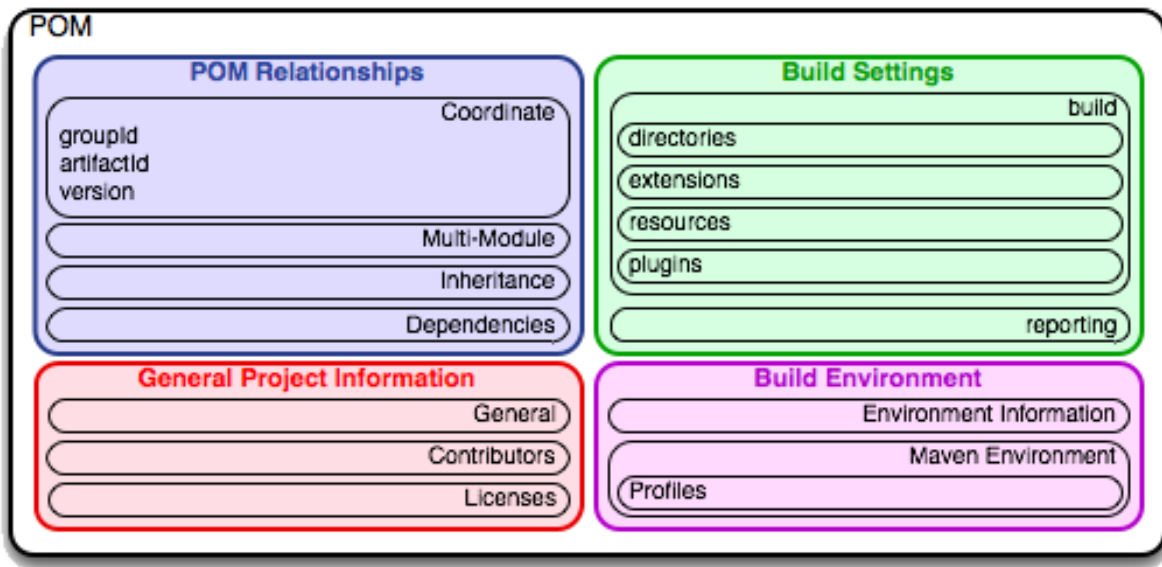 POM
POM Relationships
Coordinate
groupId
artifactId
version
Multi-Module
Inheritance
Dependencies
Build Settings
build
directories
extensions
resources
plugins
reporting
General Project Information
General
Contributors
Licenses
Build Environment
Environment Information
Maven Environment
Profiles